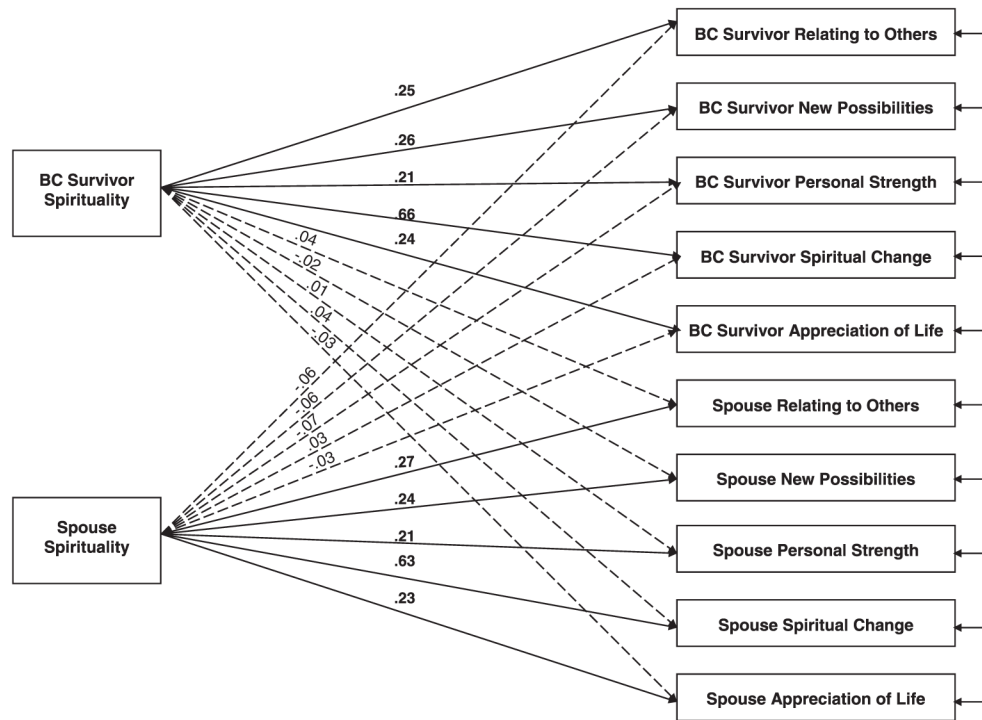 BC Survivor Relating to Others
.25
BC Survivor New Possibilities
.26
BC Survivor
Spirituality
.21
BC Survivor Personal Strength
.66
.24
BC Survivor Spiritual Change
.04
-.02
.01
.04
-.03
BC Survivor Appreciation of Life
-.06
-.06
-.07
.03
-.03
Spouse Relating to Others
.27
Spouse New Possibilities
.24
Spouse
Spirituality
.21
Spouse Personal Strength
.63
.23
Spouse Spiritual Change
Spouse Appreciation of Life